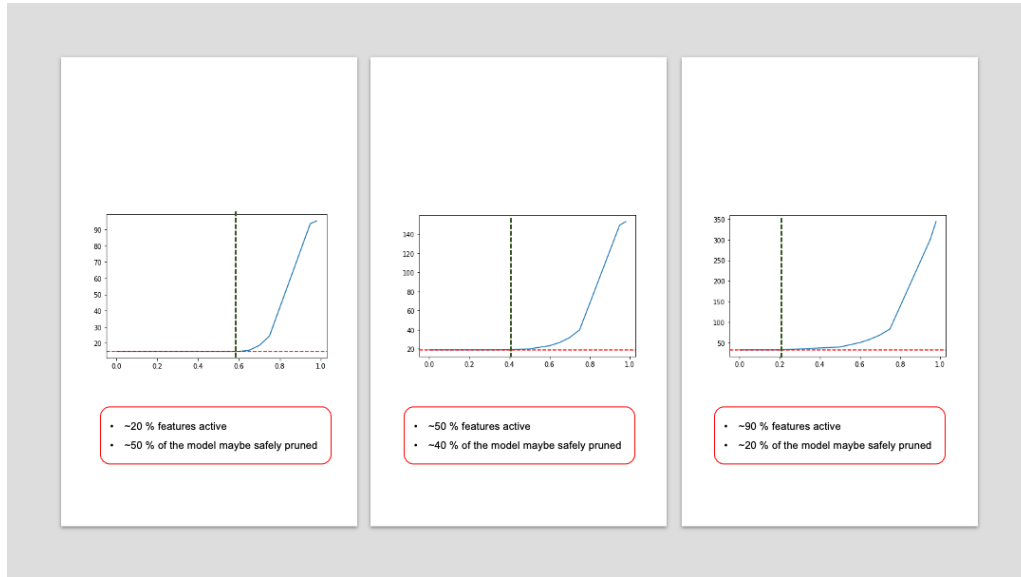 90
80
70
60
50
40
30
20
0.0 0.2 0.4 0.6 0.8 1.0
• ~20 % features active
• ~50 % of the model maybe safely pruned
140
120
100
80
60
40
20
0.0 0.2 0.4 0.6 0.8 1.0
• ~50 % features active
• ~40 % of the model maybe safely pruned
350
300
250
200
150
100
50
0.0 0.2 0.4 0.6 0.8 1.0
• ~90 % features active
• ~20 % of the model maybe safely pruned